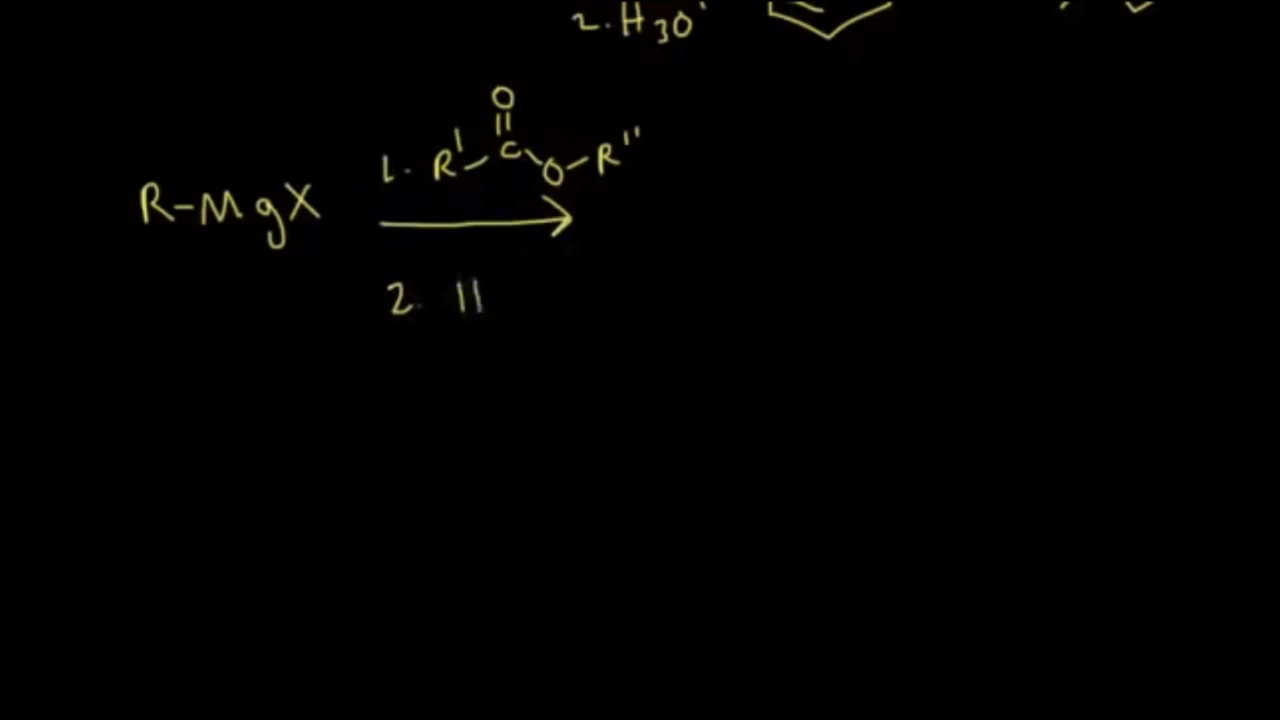 2. H3O+
O
1. R' C O R''
R-MgX
2. H